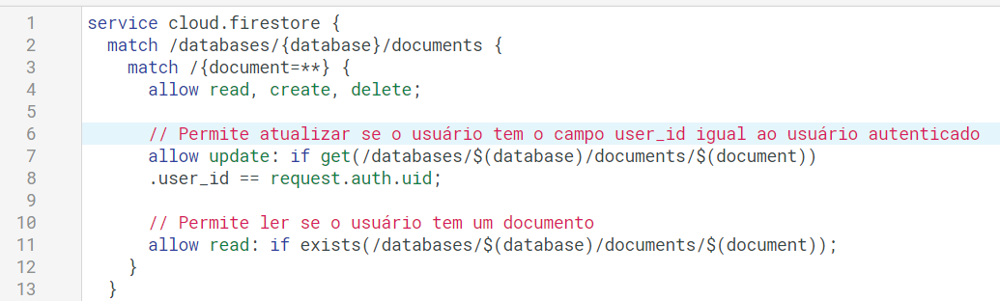 1 service cloud.firestore {
2 match /databases/{database}/documents {
3 match /{document=**} {
4 allow read, create, delete;
5
6 // Permite atualizar se o usuário tem o campo user_id igual ao usuário autenticado
7 allow update: if get(/databases/$(database)/documents/$(document))
8 .user_id == request.auth.uid;
9
10 // Permite ler se o usuário tem um documento
11 allow read: if exists(/databases/$(database)/documents/$(document));
12 }
13 }